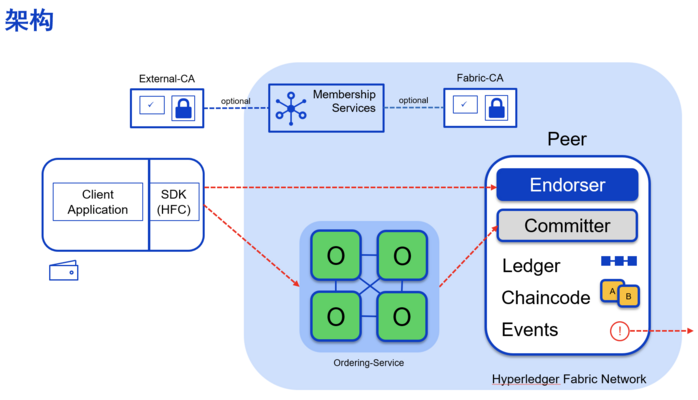 架构
External-CA
optional
Membership
Services
optional
Fabric-CA
Peer
Client
Application
SDK
(HFC)
Endorser
Committer
O
O
O
O
Ledger
Chaincode
A
B
Events
!
Ordering-Service
Hyperledger Fabric Network